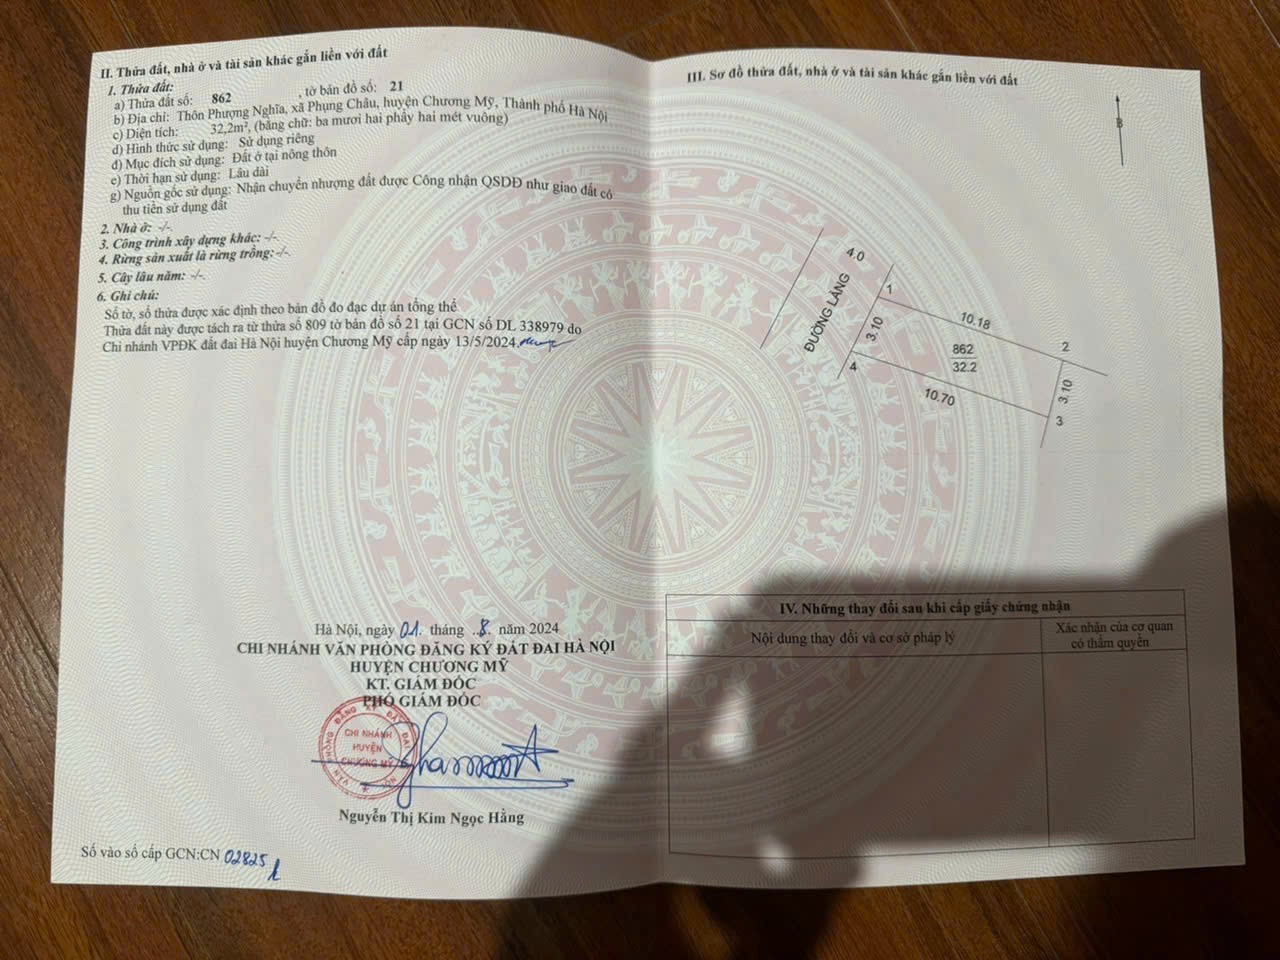 II. Thửa đất, nhà ở và tài sản khác gắn liền với đất
1. Thửa đất:
a) Thửa đất số: 862 , tờ bản đồ số: 21
b) Địa chỉ: Thôn Phượng Nghĩa, xã Phụng Châu, huyện Chương Mỹ, Thành phố Hà Nội
c) Diện tích: 32,2m², (bằng chữ: ba mươi hai phẩy hai mét vuông)
d) Hình thức sử dụng: Sử dụng riêng
đ) Mục đích sử dụng: Đất ở tại nông thôn
e) Thời hạn sử dụng: Lâu dài
g) Nguồn gốc sử dụng: Nhận chuyển nhượng đất được Công nhận QSDĐ như giao đất có
thu tiền sử dụng đất
2. Nhà ở: -/-.
3. Công trình xây dựng khác: -/-.
4. Rừng sản xuất là rừng trồng: -/-.
5. Cây lâu năm: -/-.
6. Ghi chú:
Số tờ, số thửa được xác định theo bản đồ đo đạc dự án tổng thể
Thửa đất này được tách ra từ thửa số 809 tờ bản đồ số 21 tại GCN số DL 338979 do
Chi nhánh VPĐK đất đai Hà Nội huyện Chương Mỹ cấp ngày 13/5/2024.
Hà Nội, ngày 01. tháng .8. năm 2024
CHI NHÁNH VĂN PHÒNG ĐĂNG KÝ ĐẤT ĐAI HÀ NỘI
HUYỆN CHƯƠNG MỸ
KT. GIÁM ĐỐC
PHÓ GIÁM ĐỐC
VĂN PHÒNG ĐĂNG KÝ ĐẤT ĐAI HÀ NỘI
CHI NHÁNH
HUYỆN
CHƯƠNG MỸ
Nguyễn Thị Kim Ngọc Hằng
Số vào sổ cấp GCN:CN 02825
III. Sơ đồ thửa đất, nhà ở và tài sản khác gắn liền với đất
B
4.0
ĐƯỜNG LÀNG
1
10.18
2
3.10
862
32.2
3.10
4
10.70
3
IV. Những thay đổi sau khi cấp giấy chứng nhận
Nội dung thay đổi và cơ sở pháp lý
Xác nhận của cơ quan
có thẩm quyền